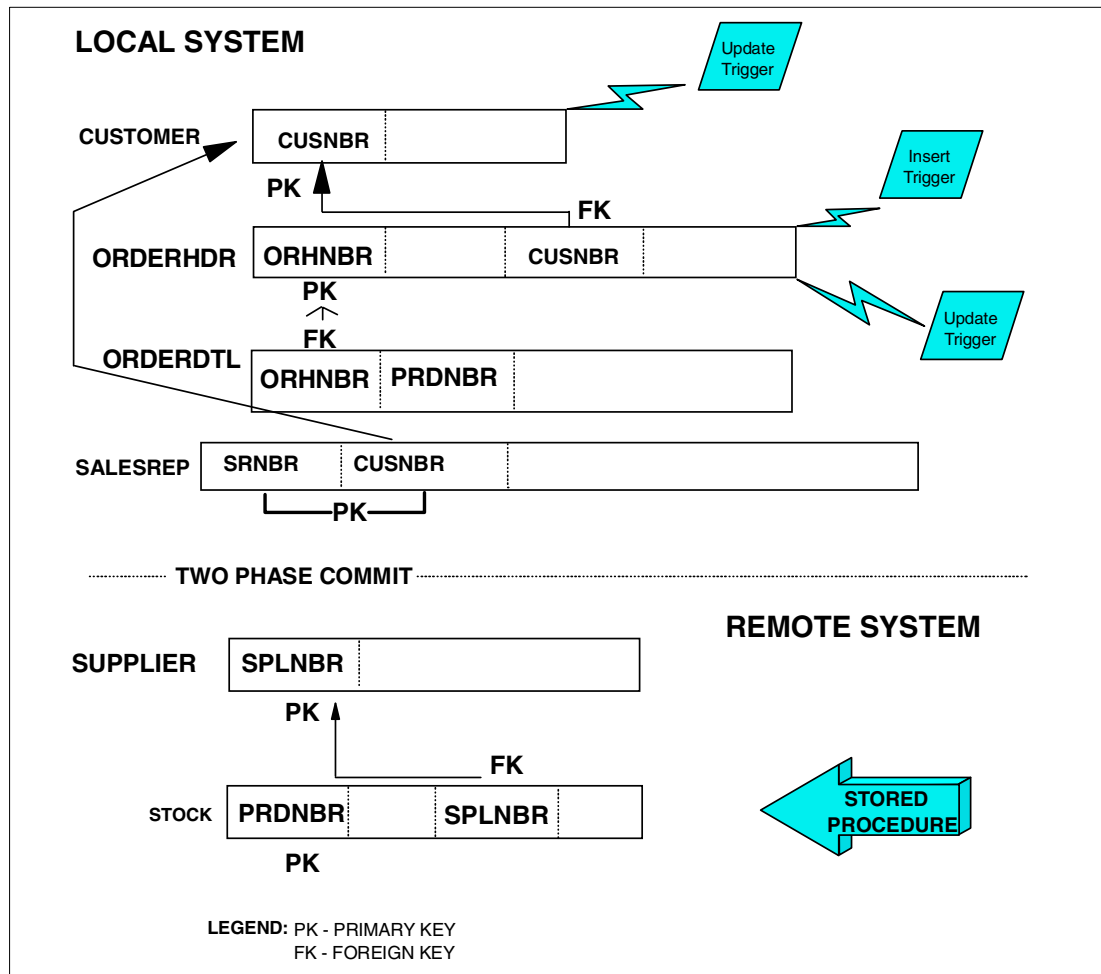 LOCAL SYSTEM
Update
Trigger
CUSTOMER
CUSNBR
PK
Insert
Trigger
FK
ORDERHDR
ORHNBR
CUSNBR
PK
FK
Update
Trigger
ORDERDTL
ORHNBR
PRDNBR
SALESREP
SRNBR
CUSNBR
PK
TWO PHASE COMMIT
REMOTE SYSTEM
SUPPLIER
SPLNBR
PK
FK
STOCK
PRDNBR
SPLNBR
STORED
PROCEDURE
PK
LEGEND: PK - PRIMARY KEY
FK - FOREIGN KEY